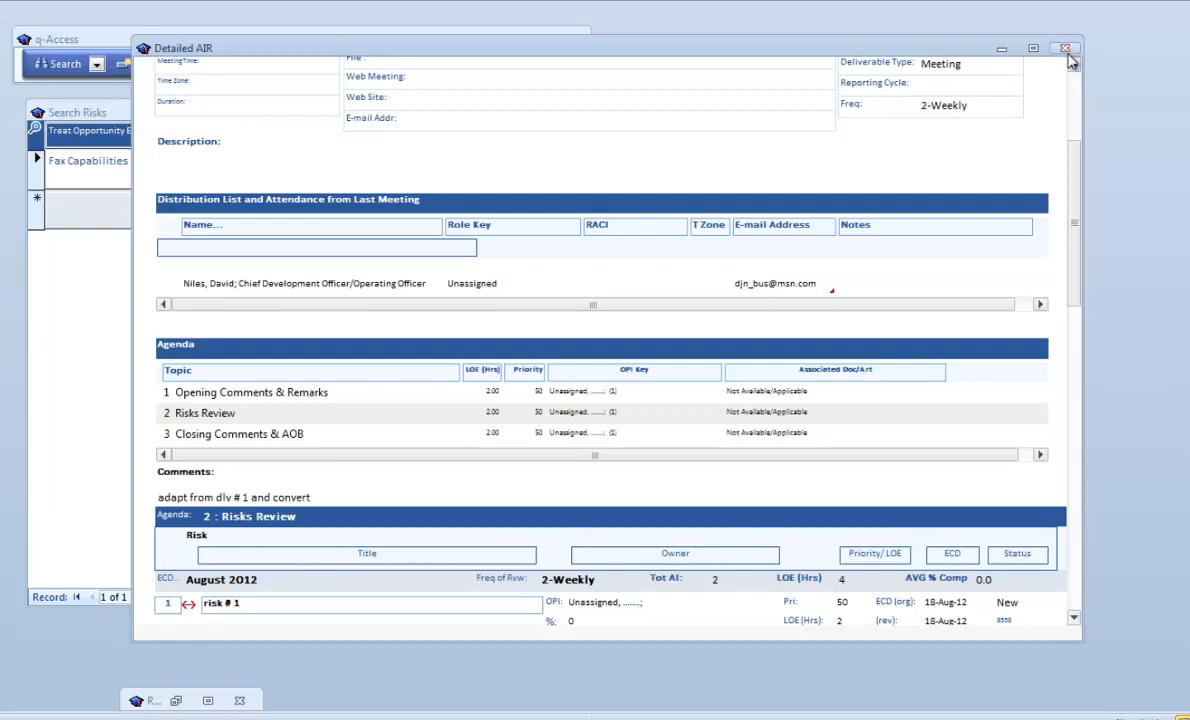 q-Access
Detailed AIR
Search
MeetingTime:
File :
Deliverable Type: Meeting
Web Meeting:
Time Zone:
Reporting Cycle:
Web Site:
Duration:
Freq: 2-Weekly
Search Risks
E-mail Addr:
Treat Opportunity E
Description:
Fax Capabilities
Distribution List and Attendance from Last Meeting
Name... Role Key RACI T Zone E-mail Address Notes
Niles, David; Chief Development Officer/Operating Officer Unassigned djn_bus@msn.com
Agenda
Topic LOE (Hrs) Priority OPI Key Associated Doc/Art
1 Opening Comments & Remarks 2.00 50 Unassigned, ......; (1) Not Available/Applicable
2 Risks Review 2.00 50 Unassigned, ......; (1) Not Available/Applicable
3 Closing Comments & AOB 2.00 50 Unassigned, ......; (1) Not Available/Applicable
Comments:
adapt from dlv # 1 and convert
Agenda: 2 : Risks Review
Risk
Title Owner Priority/LOE ECD Status
ECD.. August 2012 Freq of Rvw: 2-Weekly Tot AI: 2 LOE (Hrs) 4 AVG % Comp 0.0
Record: 1 of 1
1 risk # 1 OPI: Unassigned, .......; Pri: 50 ECD (org): 18-Aug-12 New
%: 0 LOE (Hrs): 2 (rev): 18-Aug-12
R...